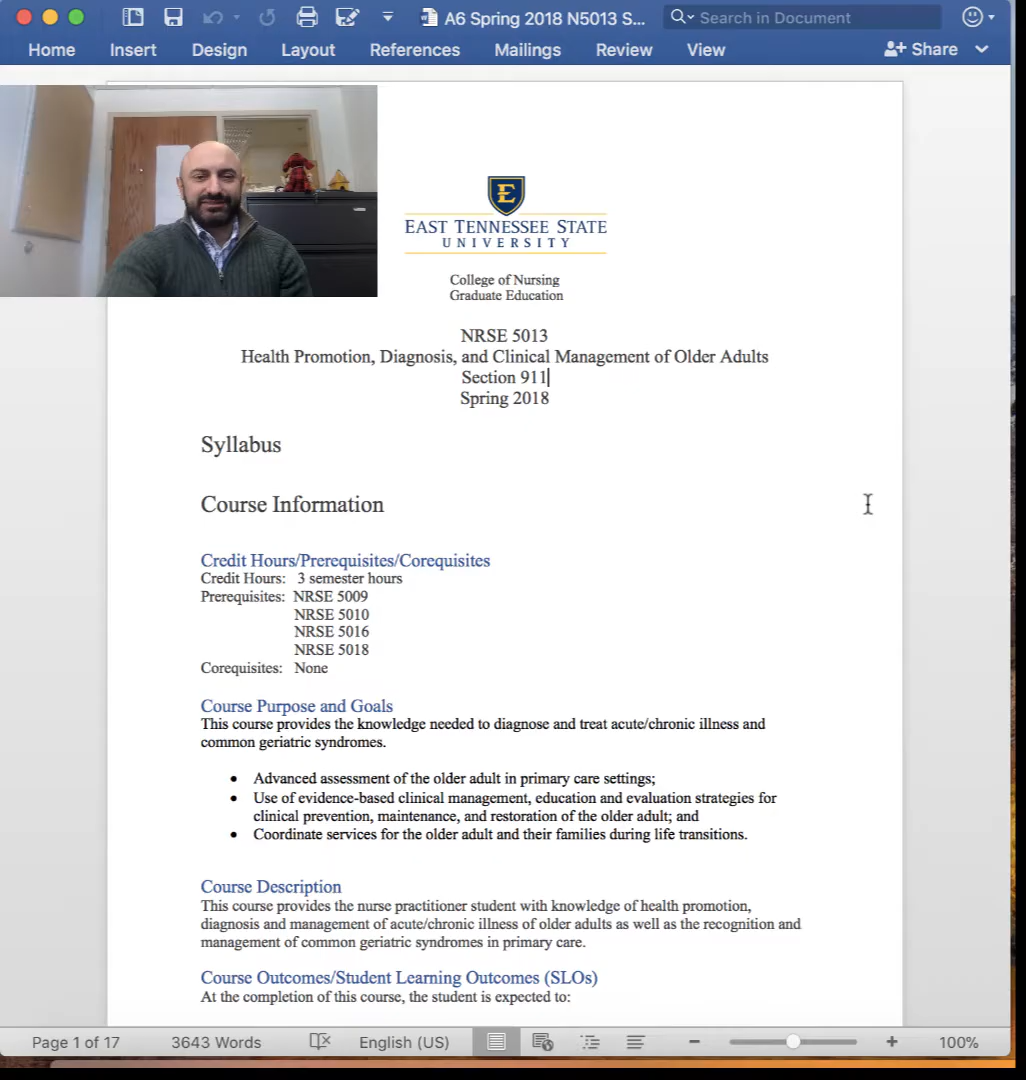 A6 Spring 2018 N5013 S...
Search in Document
Home Insert Design Layout References Mailings Review View Share
E
EAST TENNESSEE STATE
UNIVERSITY
College of Nursing
Graduate Education
NRSE 5013
Health Promotion, Diagnosis, and Clinical Management of Older Adults
Section 911
Spring 2018
Syllabus
Course Information
Credit Hours/Prerequisites/Corequisites
Credit Hours: 3 semester hours
Prerequisites: NRSE 5009
NRSE 5010
NRSE 5016
NRSE 5018
Corequisites: None
Course Purpose and Goals
This course provides the knowledge needed to diagnose and treat acute/chronic illness and
common geriatric syndromes.
• Advanced assessment of the older adult in primary care settings;
• Use of evidence-based clinical management, education and evaluation strategies for
clinical prevention, maintenance, and restoration of the older adult; and
• Coordinate services for the older adult and their families during life transitions.
Course Description
This course provides the nurse practitioner student with knowledge of health promotion,
diagnosis and management of acute/chronic illness of older adults as well as the recognition and
management of common geriatric syndromes in primary care.
Course Outcomes/Student Learning Outcomes (SLOs)
At the completion of this course, the student is expected to:
Page 1 of 17 3643 Words English (US) 100%